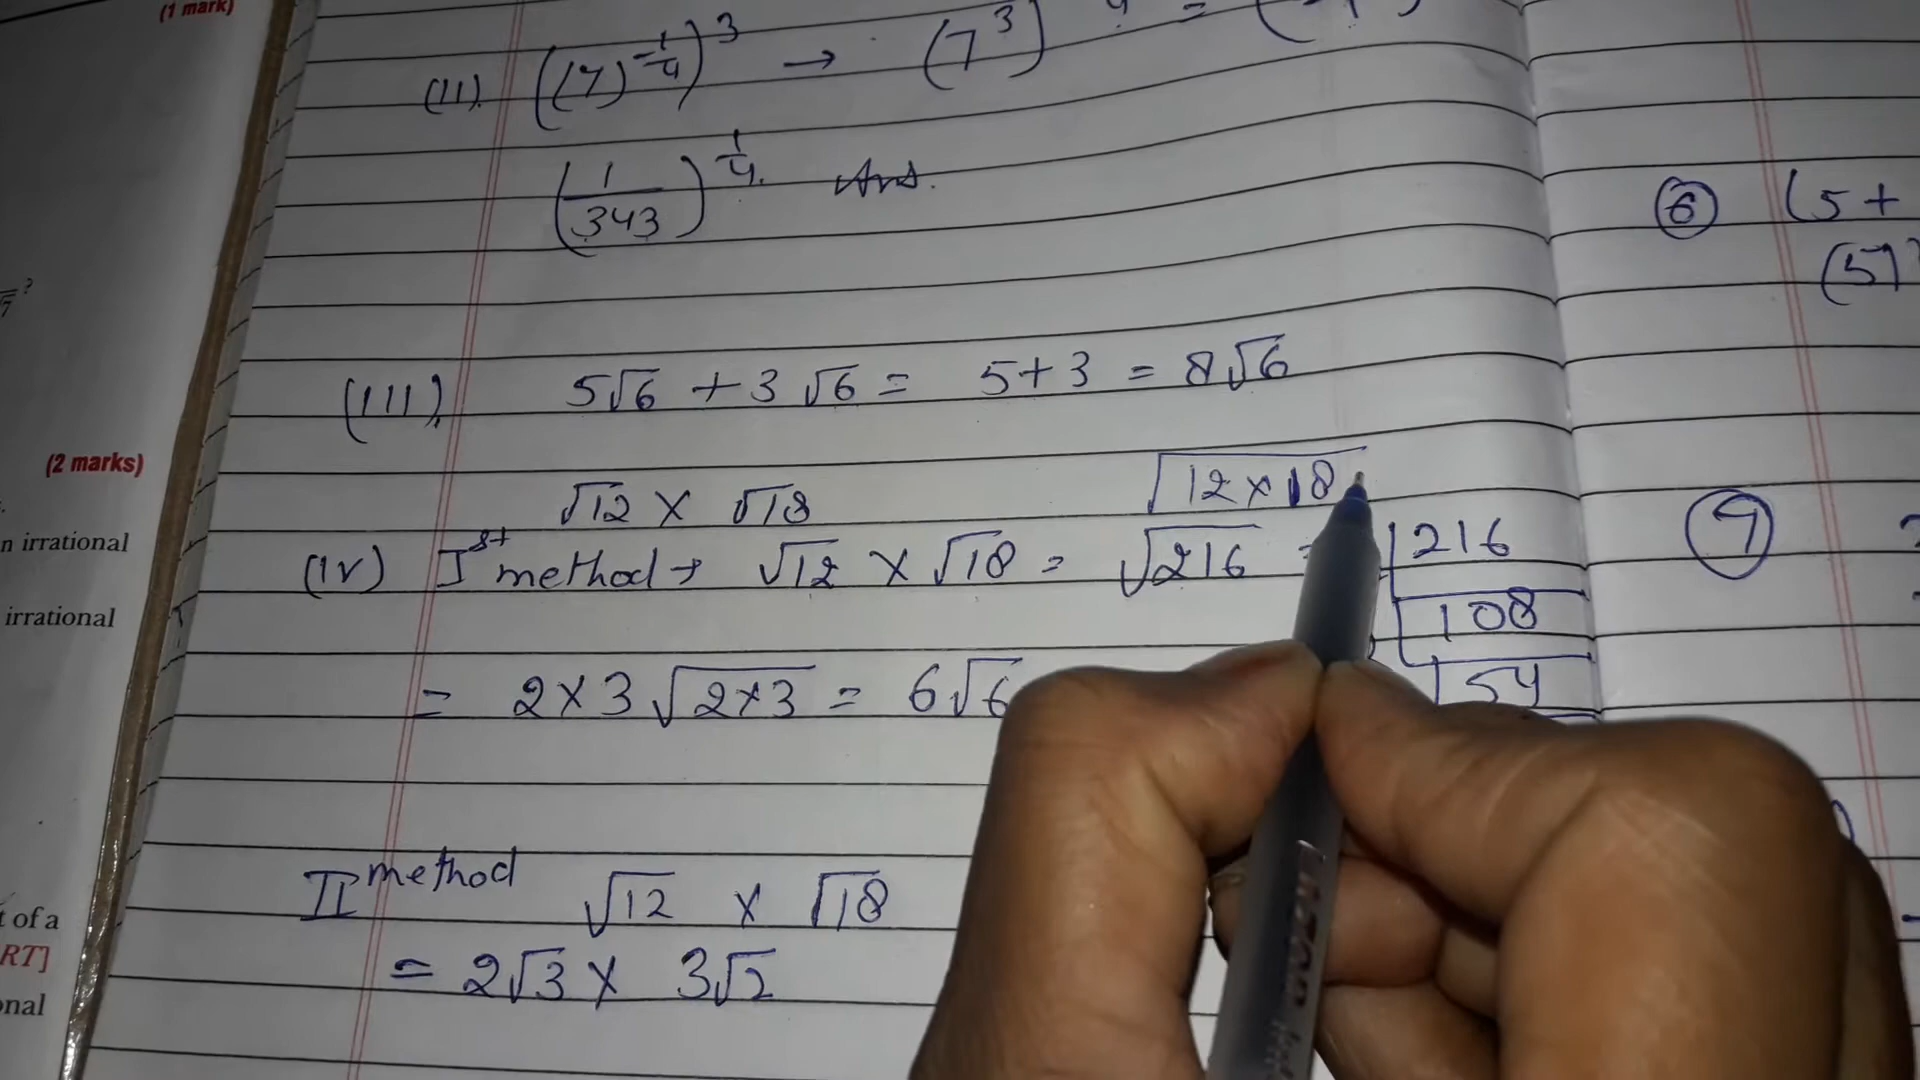 (1 mark)
(II). ((7)^-1/4)^3 → (7^3) =
(1/343)^1/4. Ans.
(III). 5√6 + 3√6 = 5+3 = 8√6
√12 × √18 √12×18
(IV) Ist method → √12 × √18 = √216 =
= 2×3√2×3 = 6√6
216
108
54
II method √12 × √18
= 2√3 × 3√2
(2 marks)
n irrational
irrational
of a
RT]
onal
6 (5+
(5)